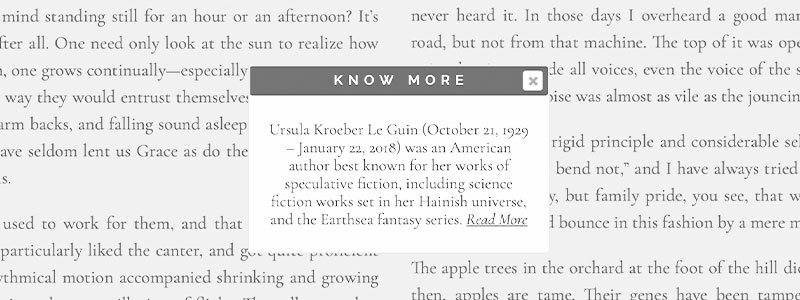 mind standing still for an hour or an afternoon? It's
fter all. One need only look at the sun to realize how
, one grows continually—especially
way they would entrust themselves
arm backs, and falling sound asleep
ave seldom lent us Grace as do the
s.
used to work for them, and that
particularly liked the canter, and got quite proficient
ythmical motion accompanied shrinking and growing
KNOW MORE
Ursula Kroeber Le Guin (October 21, 1929
– January 22, 2018) was an American
author best known for her works of
speculative fiction, including science
fiction works set in her Hainish universe,
and the Earthsea fantasy series. Read More
never heard it. In those days I overheard a good man
road, but not from that machine. The top of it was ope
de all voices, even the voice of the s
oise was almost as vile as the jouncin
rigid principle and considerable sel
bend not,” and I have always tried
y, but family pride, you see, that w
d bounce in this fashion by a mere m
The apple trees in the orchard at the foot of the hill did
then, apples are tame. Their genes have been tampe